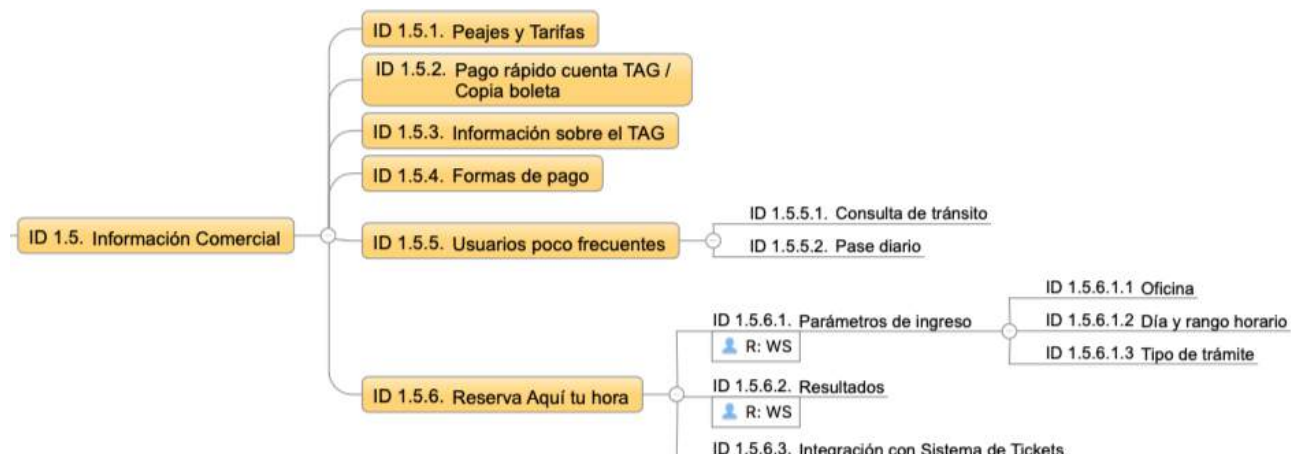 ID 1.5. Información Comercial
ID 1.5.1. Peajes y Tarifas
ID 1.5.2. Pago rápido cuenta TAG /
Copia boleta
ID 1.5.3. Información sobre el TAG
ID 1.5.4. Formas de pago
ID 1.5.5. Usuarios poco frecuentes
ID 1.5.5.1. Consulta de tránsito
ID 1.5.5.2. Pase diario
ID 1.5.6. Reserva Aquí tu hora
ID 1.5.6.1. Parámetros de ingreso
R: WS
ID 1.5.6.1.1 Oficina
ID 1.5.6.1.2 Día y rango horario
ID 1.5.6.1.3 Tipo de trámite
ID 1.5.6.2. Resultados
R: WS
ID 1.5.6.3. Integración con Sistema de Tickets